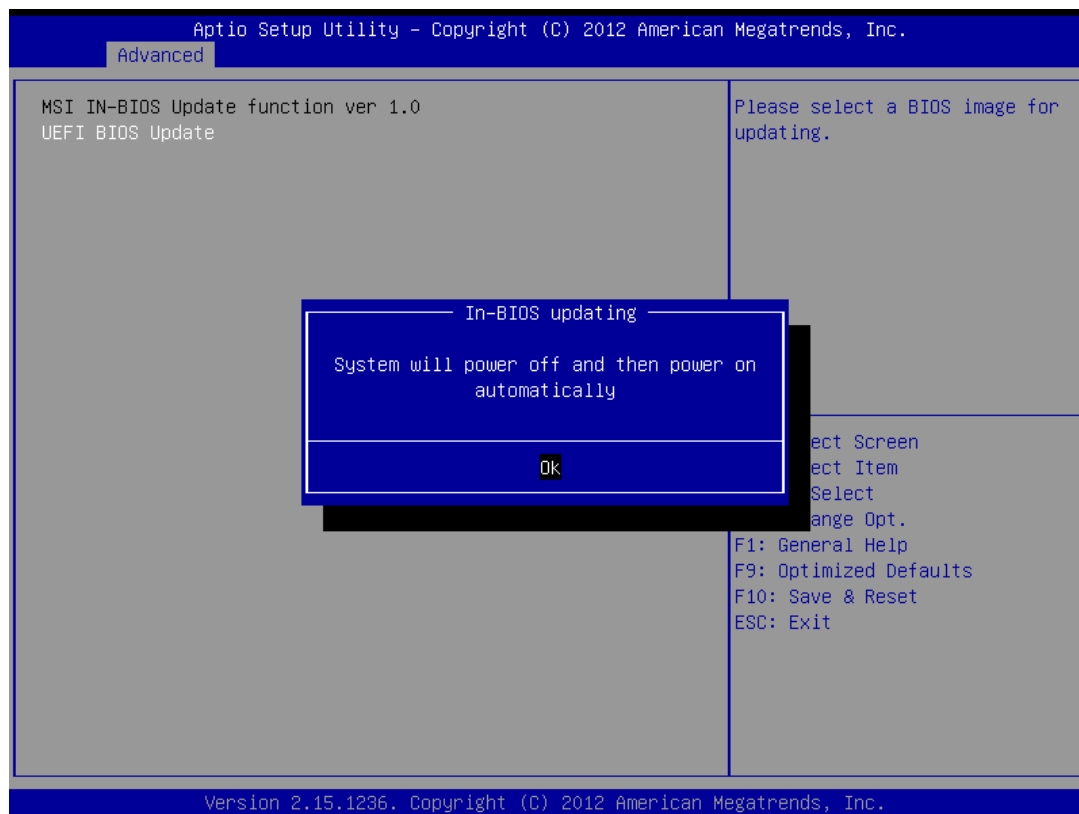 Aptio Setup Utility – Copyright (C) 2012 American Megatrends, Inc.
Advanced
MSI IN-BIOS Update function ver 1.0
UEFI BIOS Update
Please select a BIOS image for
updating.
In-BIOS updating
System will power off and then power on
automatically
Ok
ect Screen
ect Item
Select
ange Opt.
F1: General Help
F9: Optimized Defaults
F10: Save & Reset
ESC: Exit
Version 2.15.1236. Copyright (C) 2012 American Megatrends, Inc.